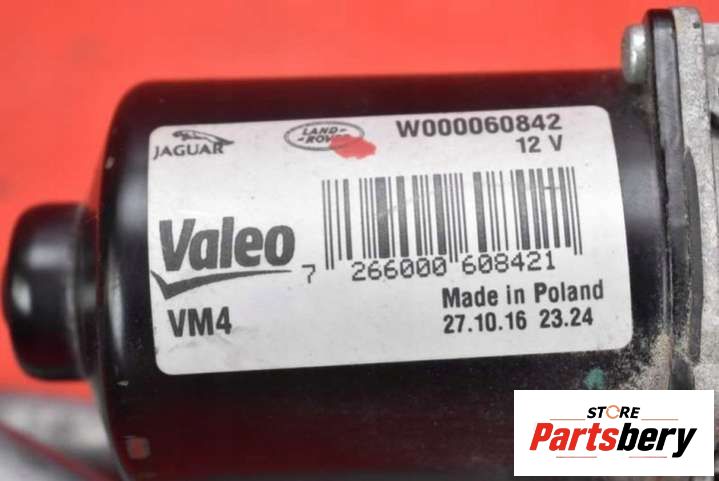 JAGUAR
LAND-
-ROVER
W000060842
12 V
Valeo
7 266000 608421
VM4
Made in Poland
27.10.16 23.24
STORE
Partsbery